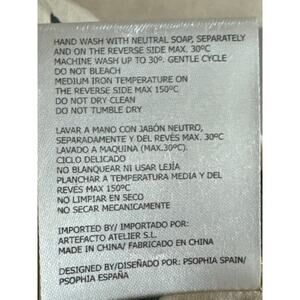 HAND WASH WITH NEUTRAL SOAP, SEPARATELY
AND ON THE REVERSE SIDE MAX. 30ºC
MACHINE WASH UP TO 30º. GENTLE CYCLE
DO NOT BLEACH
MEDIUM IRON TEMPERATURE ON
THE REVERSE SIDE MAX 150ºC
DO NOT DRY CLEAN
DO NOT TUMBLE DRY
LAVAR A MANO CON JABÓN NEUTRO,
SEPARADAMENTE Y DEL REVÉS MAX. 30ºC
LAVADO A MAQUINA (MAX.30ºC).
CICLO DELICADO
NO BLANQUEAR NI USAR LEJÍA
PLANCHAR A TEMPERATURA MEDIA Y DEL
REVÉS MAX 150ºC
NO LIMPIAR EN SECO
NO SECAR MECANICAMENTE
IMPORTED BY/ IMPORTADO POR:
ARTEFACTO ATELIER S.L.
MADE IN CHINA/ FABRICADO EN CHINA
DESIGNED BY/DISEÑADO POR: PSOPHIA SPAIN/
PSOPHIA ESPAÑA